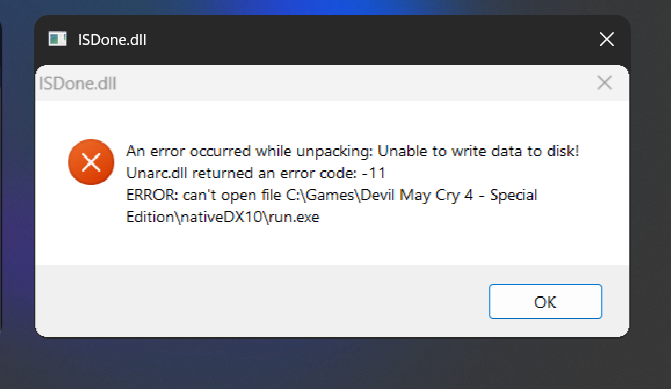 ISDone.dll
ISDone.dll
An error occurred while unpacking: Unable to write data to disk!
Unarc.dll returned an error code: -11
ERROR: can't open file C:\Games\Devil May Cry 4 - Special
Edition\nativeDX10\run.exe
OK